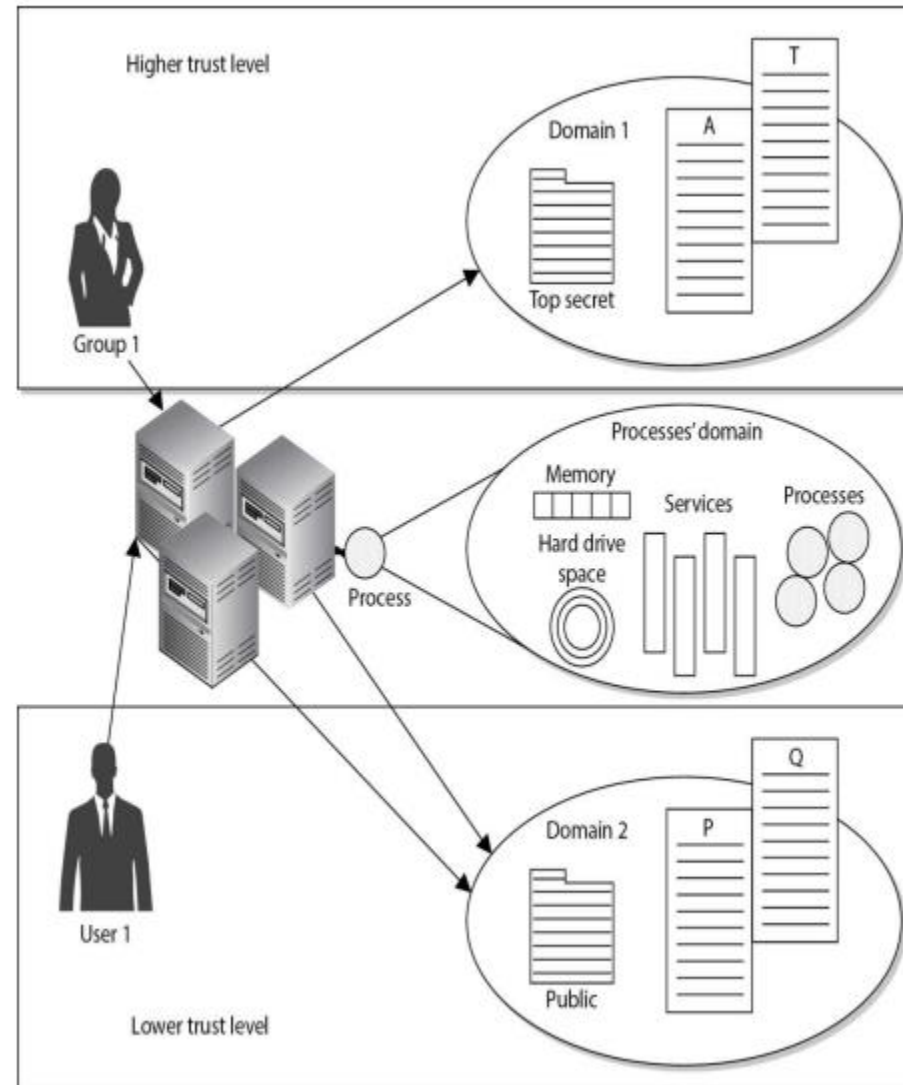 Higher trust level
T
A
Domain 1
Top secret
Group 1
Processes' domain
Memory
Services
Processes
Hard drive
space
Process
Q
P
Domain 2
User 1
Public
Lower trust level